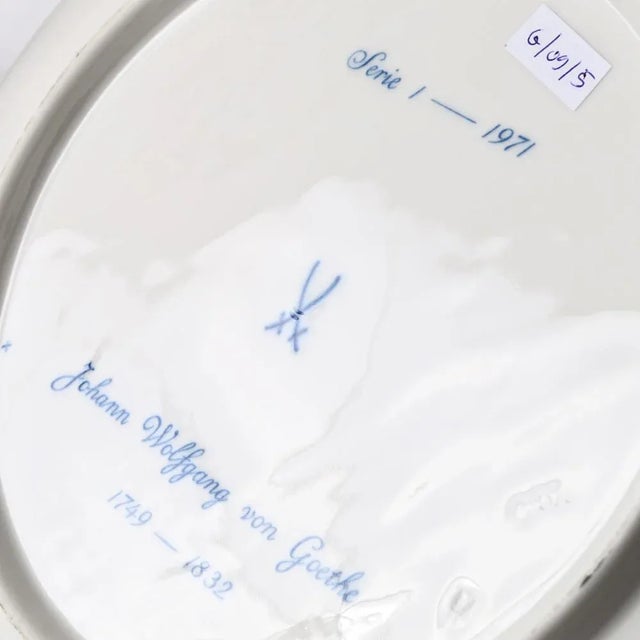 Serie 1 — 1971
G/09/5
Johann Wolfgang von Goethe
1749 — 1832